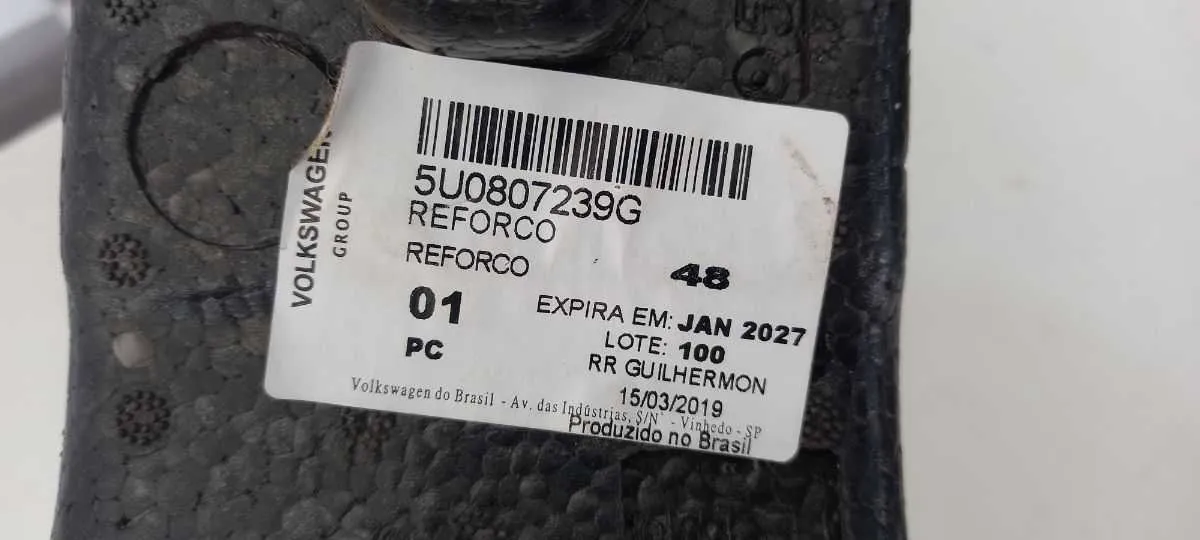 VOLKSWAGEN
GROUP
5U0807239G
REFORCO
REFORCO
48
01
PC
EXPIRA EM: JAN 2027
LOTE: 100
RR GUILHERMON
15/03/2019
Volkswagen do Brasil - Av. das Indústrias, S/N` - Vinhedo - SP
Produzido no Brasil